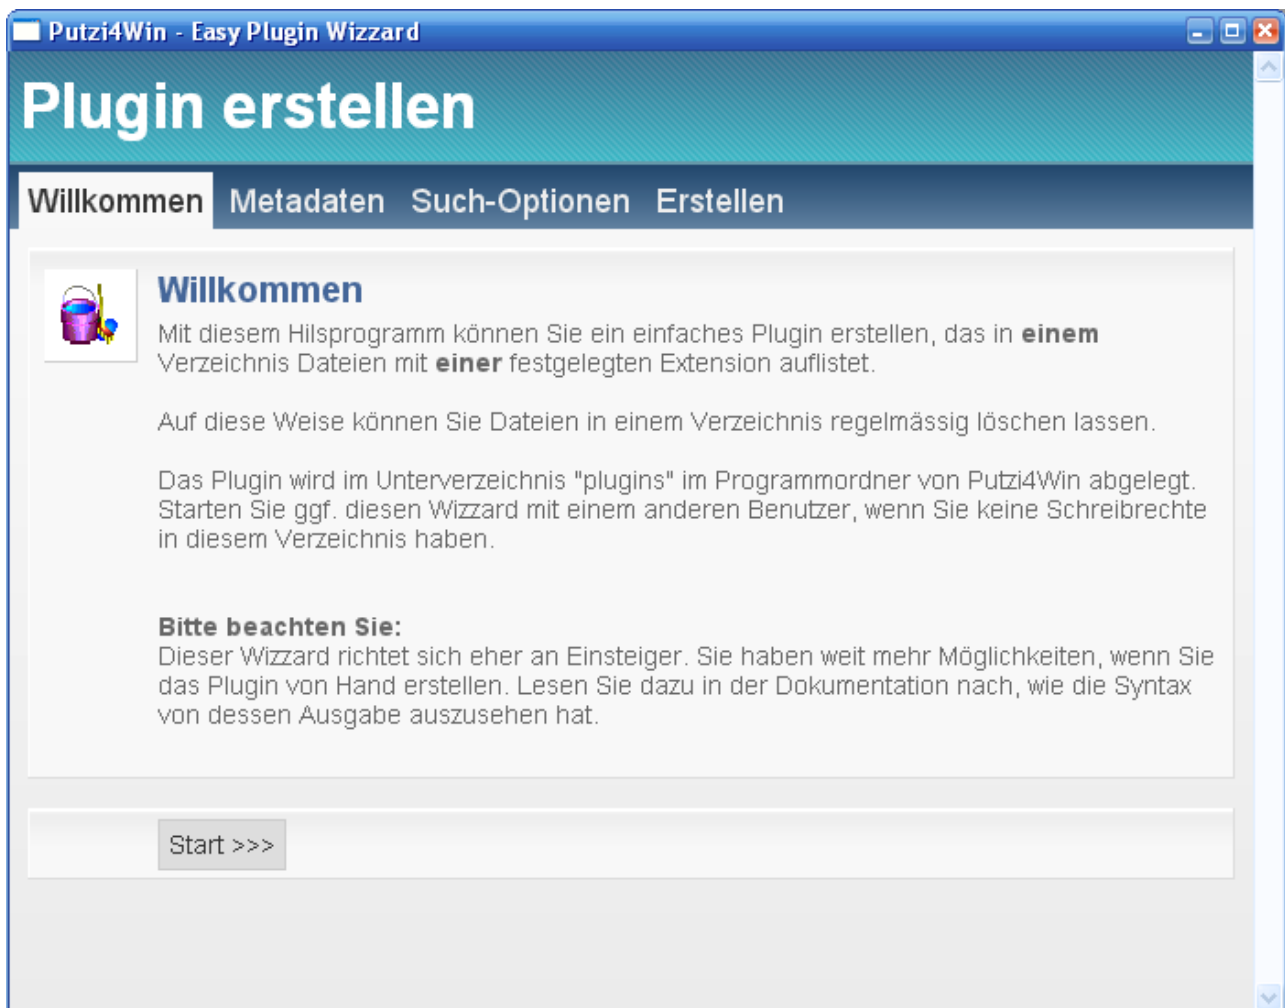 Putzi4Win - Easy Plugin Wizzard
Plugin erstellen
Willkommen Metadaten Such-Optionen Erstellen
Willkommen
Mit diesem Hilsprogramm können Sie ein einfaches Plugin erstellen, das in einem
Verzeichnis Dateien mit einer festgelegten Extension auflistet.
Auf diese Weise können Sie Dateien in einem Verzeichnis regelmässig löschen lassen.
Das Plugin wird im Unterverzeichnis "plugins" im Programmordner von Putzi4Win abgelegt.
Starten Sie ggf. diesen Wizzard mit einem anderen Benutzer, wenn Sie keine Schreibrechte
in diesem Verzeichnis haben.
Bitte beachten Sie:
Dieser Wizzard richtet sich eher an Einsteiger. Sie haben weit mehr Möglichkeiten, wenn Sie
das Plugin von Hand erstellen. Lesen Sie dazu in der Dokumentation nach, wie die Syntax
von dessen Ausgabe auszusehen hat.
Start >>>